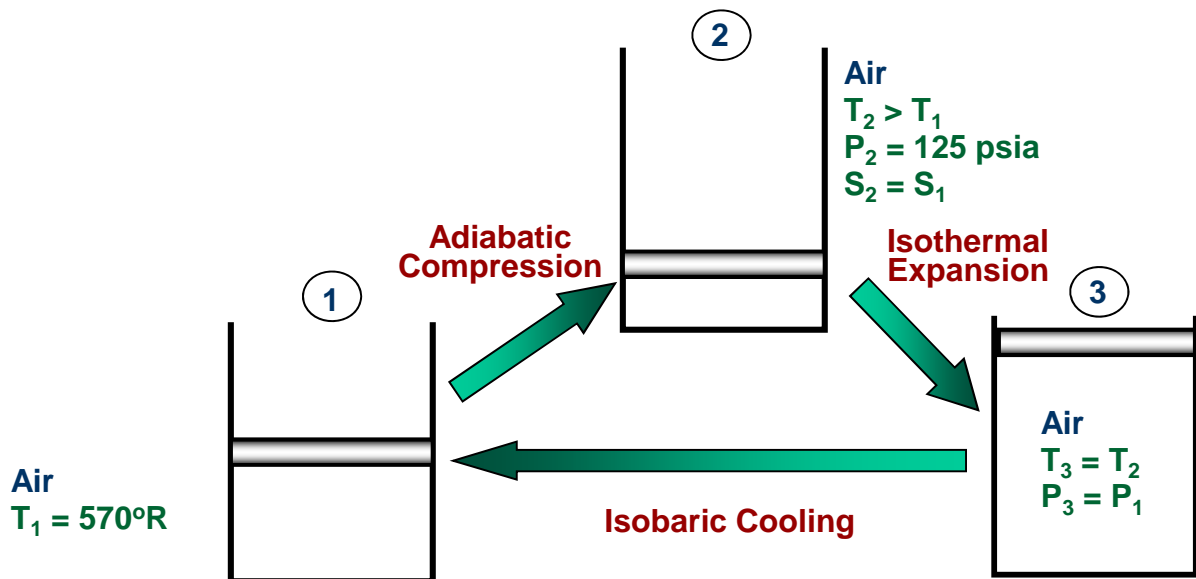 2
Air
T₂ > T₁
P₂ = 125 psia
S₂ = S₁
Adiabatic
Compression
Isothermal
Expansion
1
3
Air
T₁ = 570ºR
Air
T₃ = T₂
P₃ = P₁
Isobaric Cooling